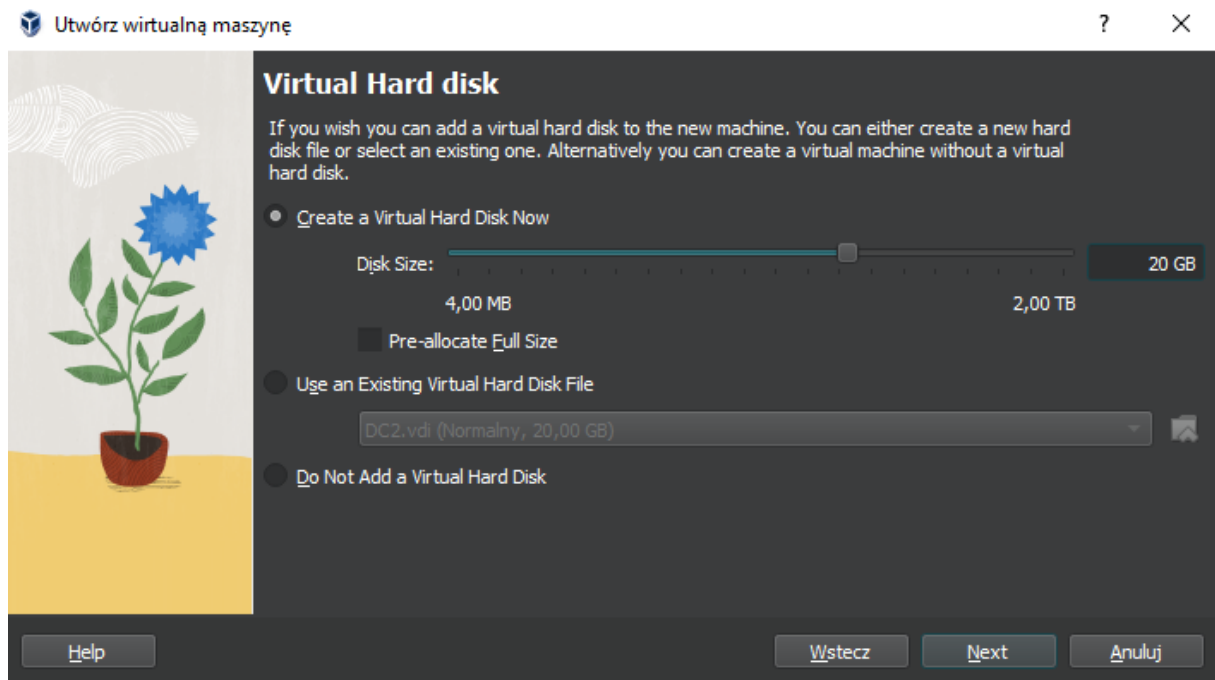 Utwórz wirtualną maszynę
?
Virtual Hard disk
If you wish you can add a virtual hard disk to the new machine. You can either create a new hard
disk file or select an existing one. Alternatively you can create a virtual machine without a virtual
hard disk.
Create a Virtual Hard Disk Now
Disk Size:
20 GB
4,00 MB
2,00 TB
Pre-allocate Full Size
Use an Existing Virtual Hard Disk File
DC2.vdi (Normalny, 20,00 GB)
Do Not Add a Virtual Hard Disk
Help
Wstecz
Next
Anuluj